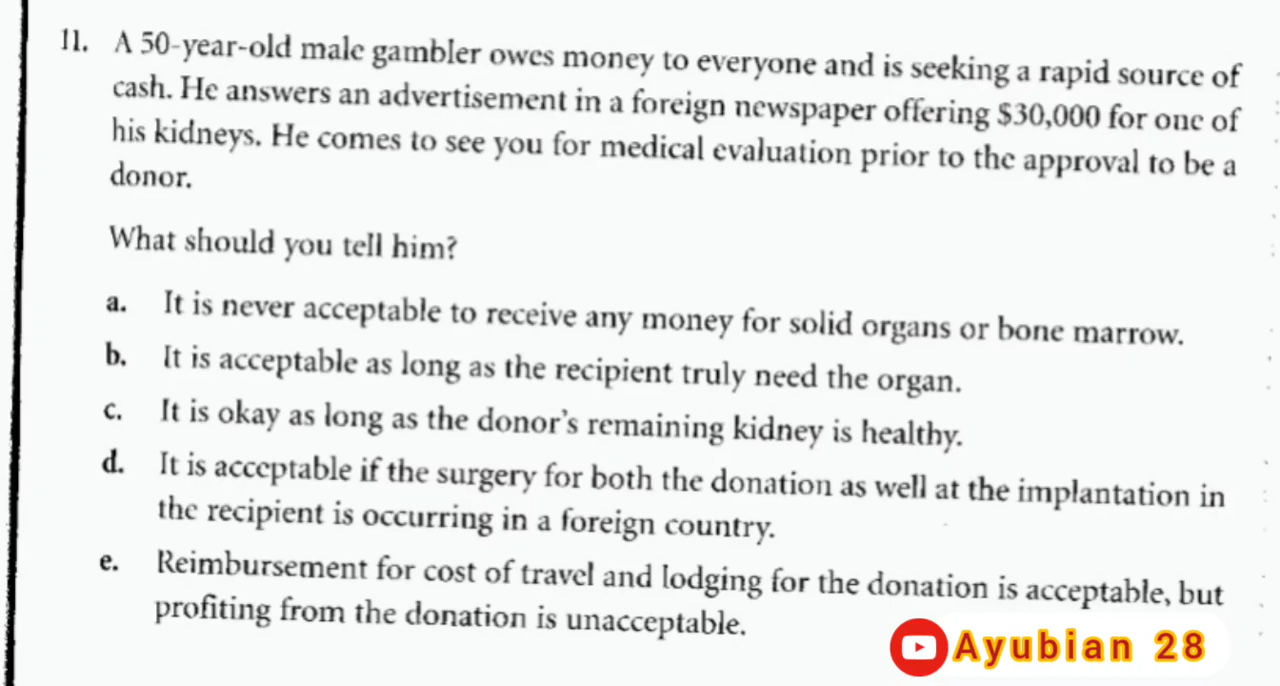 11. A 50-year-old male gambler owes money to everyone and is seeking a rapid source of
cash. He answers an advertisement in a foreign newspaper offering $30,000 for one of
his kidneys. He comes to see you for medical evaluation prior to the approval to be a
donor.
What should you tell him?
a. It is never acceptable to receive any money for solid organs or bone marrow.
b. It is acceptable as long as the recipient truly need the organ.
c. It is okay as long as the donor's remaining kidney is healthy.
d. It is acceptable if the surgery for both the donation as well at the implantation in
the recipient is occurring in a foreign country.
e. Reimbursement for cost of travel and lodging for the donation is acceptable, but
profiting from the donation is unacceptable.
Ayubian 28